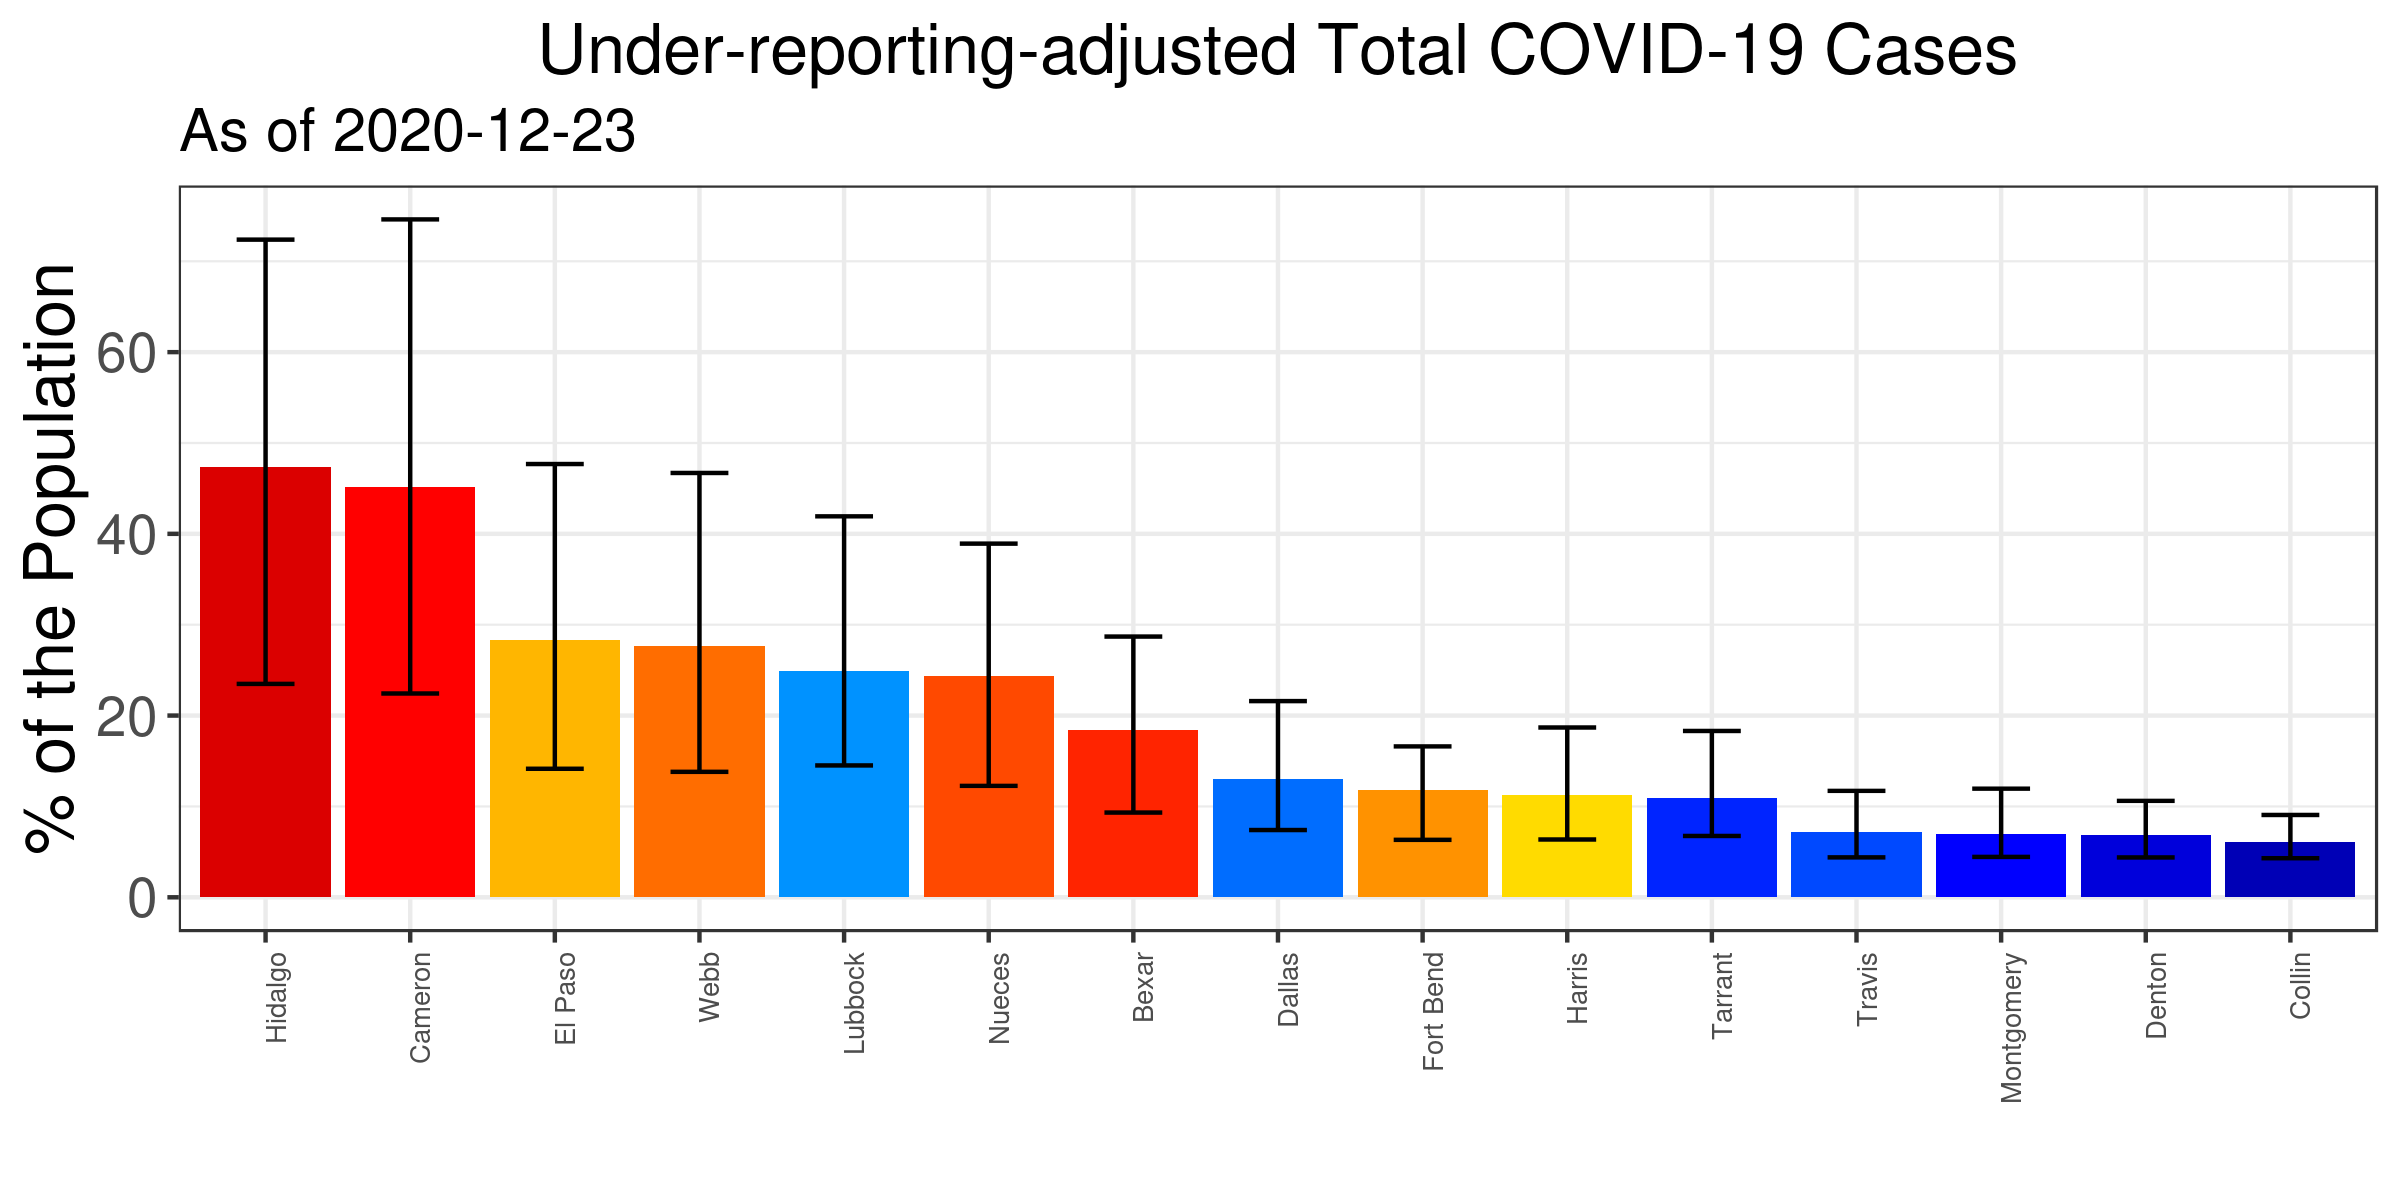 Under-reporting-adjusted Total COVID-19 Cases
As of 2020-12-23
% of the Population
60
40
20
0
Hidalgo
Cameron
El Paso
Webb
Lubbock
Nueces
Bexar
Dallas
Fort Bend
Harris
Tarrant
Travis
Montgomery
Denton
Collin